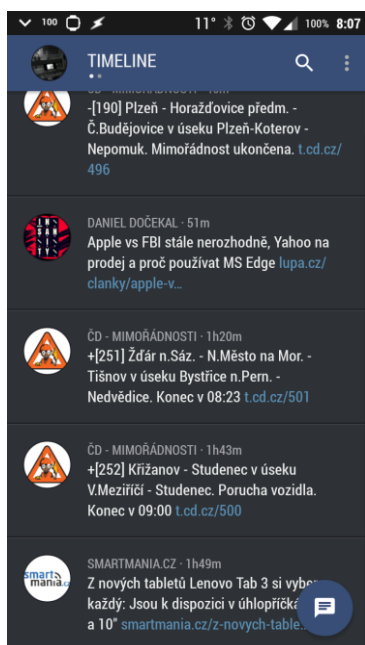 100 11° 100% 8:07
TIMELINE
-[190] Plzeň - Horažďovice předm. -
Č.Budějovice v úseku Plzeň-Koterov -
Nepomuk. Mimořádnost ukončena. t.cd.cz/
496
DANIEL DOČEKAL · 51m
Apple vs FBI stále nerozhodně, Yahoo na
prodej a proč používat MS Edge lupa.cz/
clanky/apple-v…
ČD - MIMOŘÁDNOSTI · 1h20m
+[251] Žďár n.Sáz. - N.Město na Mor. -
Tišnov v úseku Bystřice n.Pern. -
Nedvědice. Konec v 08:23 t.cd.cz/501
ČD - MIMOŘÁDNOSTI · 1h43m
+[252] Křižanov - Studenec v úseku
V.Meziříčí - Studenec. Porucha vozidla.
Konec v 09:00 t.cd.cz/500
smart
mania.cz
SMARTMANIA.CZ · 1h49m
Z nových tabletů Lenovo Tab 3 si
každý: Jsou k dispozici v
a 10" smartmania.cz/z-novych-table…